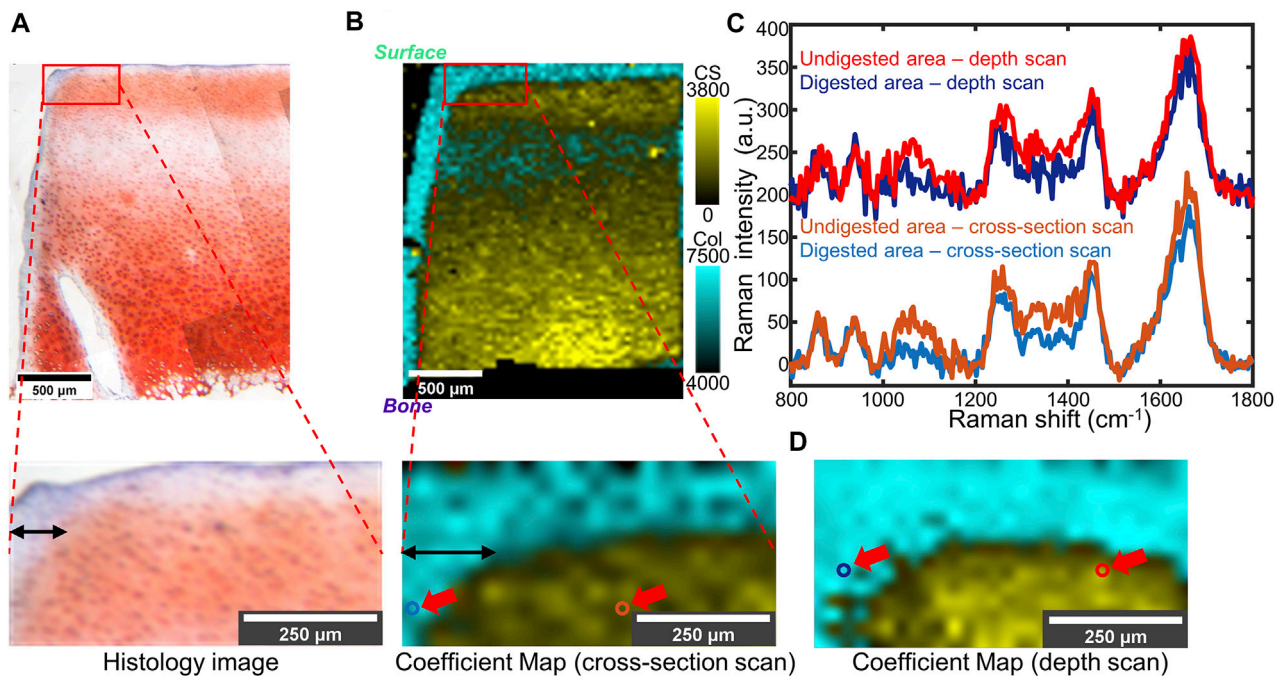 A
B
C
Surface
CS
3800
0
Col
7500
4000
500 μm
500 μm
Bone
400
350
300
250
200
150
100
50
0
Raman intensity (a.u.)
Undigested area – depth scan
Digested area – depth scan
Undigested area – cross-section scan
Digested area – cross-section scan
800 1000 1200 1400 1600 1800
Raman shift (cm⁻¹)
D
250 μm
250 μm
250 μm
Histology image
Coefficient Map (cross-section scan)
Coefficient Map (depth scan)